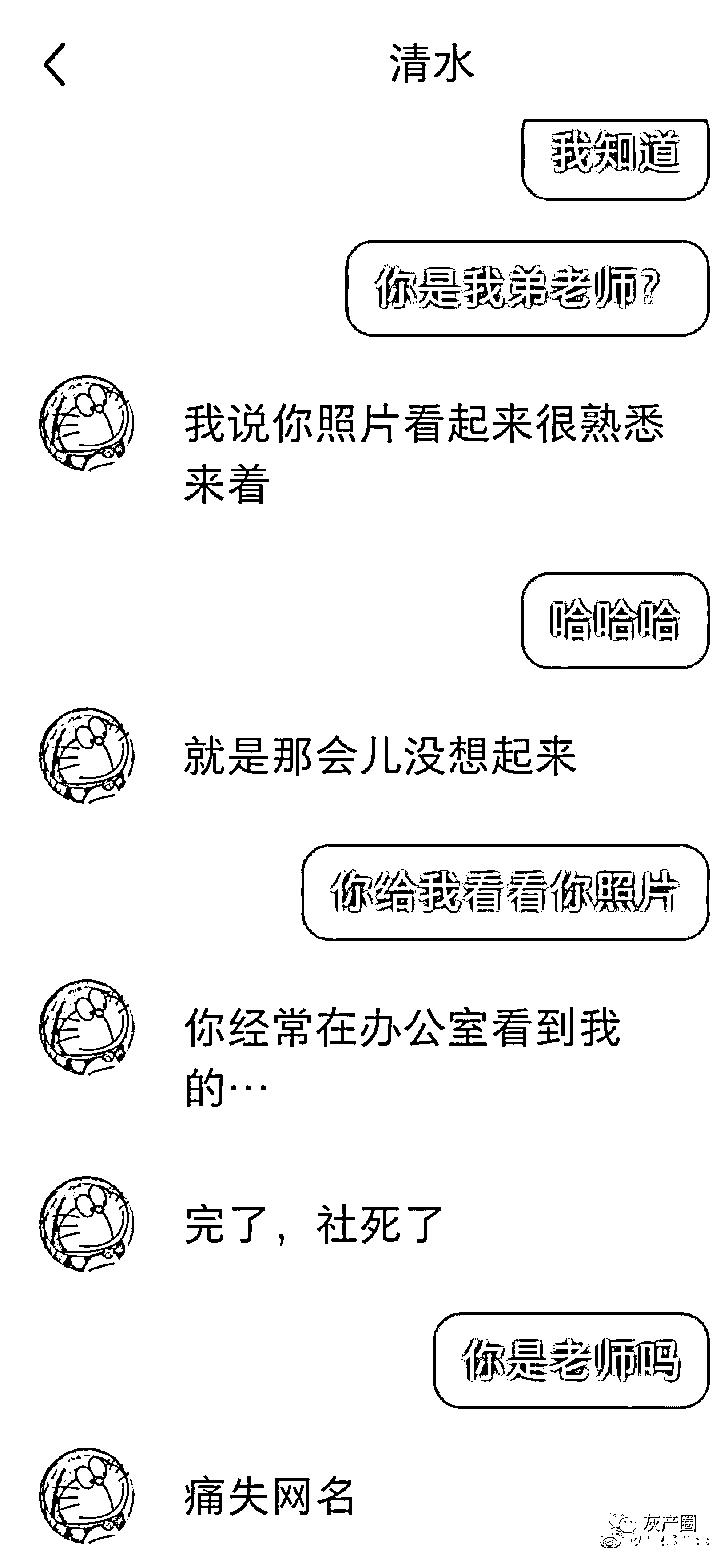 清水
我知道
你是我弟老师?
我说你照片看起来很熟悉
来着
哈哈哈
就是那会儿没想起来
你给我看看你照片
你经常在办公室看到我
的…
完了，社死了
你是老师吗
痛失网名
灰产圈